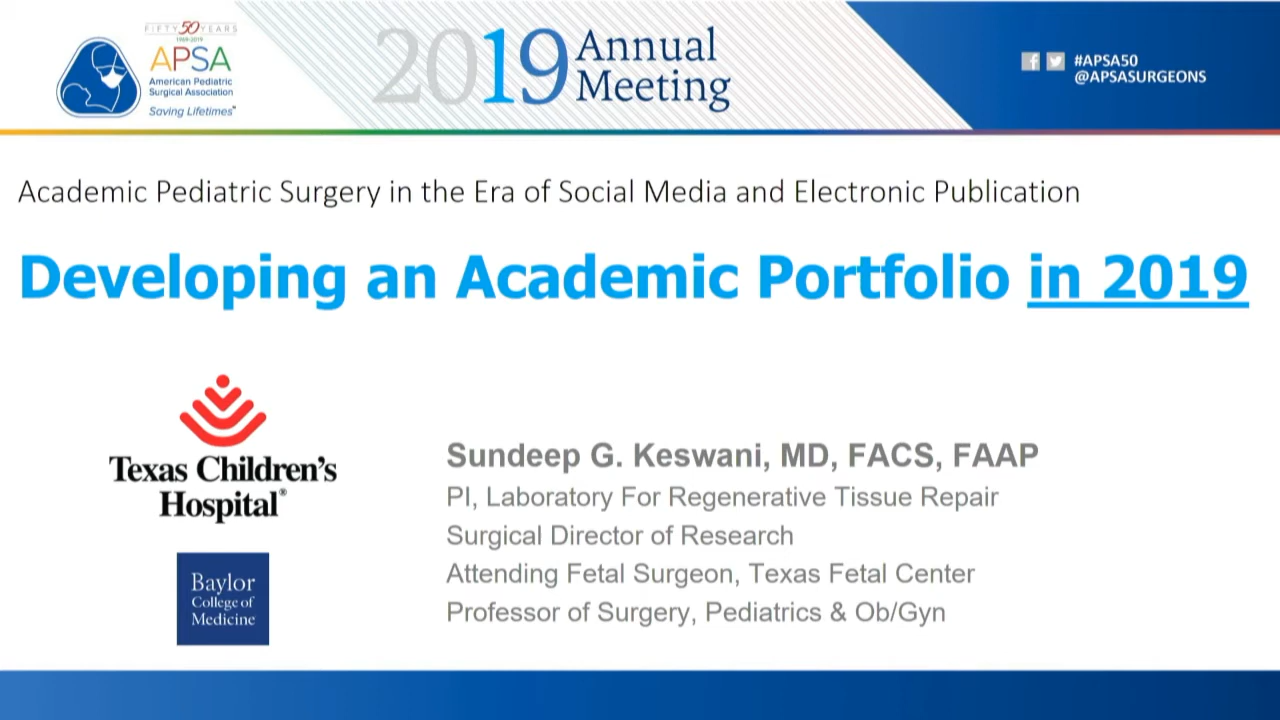 FIFTY 50 YEARS
1969-2019
APSA
American Pediatric
Surgical Association
Saving Lifetimes™
2019 Annual
Meeting
#APSA50
@APSASURGEONS
Academic Pediatric Surgery in the Era of Social Media and Electronic Publication
Developing an Academic Portfolio in 2019
Texas Children's
Hospital®
Baylor
College of
Medicine
Sundeep G. Keswani, MD, FACS, FAAP
PI, Laboratory For Regenerative Tissue Repair
Surgical Director of Research
Attending Fetal Surgeon, Texas Fetal Center
Professor of Surgery, Pediatrics & Ob/Gyn